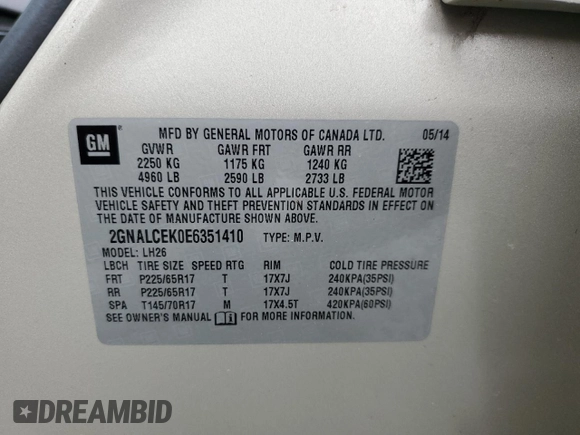 GM
MFD BY GENERAL MOTORS OF CANADA LTD. 05/14
GVWR GAWR FRT GAWR RR
2250 KG 1175 KG 1240 KG
4960 LB 2590 LB 2733 LB
THIS VEHICLE CONFORMS TO ALL APPLICABLE U.S. FEDERAL MOTOR
VEHICLE SAFETY AND THEFT PREVENTION STANDARDS IN EFFECT ON
THE DATE OF MANUFACTURE SHOWN ABOVE.
2GNALCEK0E6351410 TYPE: M.P.V.
MODEL: LH26
LBCH TIRE SIZE SPEED RTG RIM COLD TIRE PRESSURE
FRT P225/65R17 T 17X7J 240KPA(35PSI)
RR P225/65R17 T 17X7J 240KPA(35PSI)
SPA T145/70R17 M 17X4.5T 420KPA(60PSI)
SEE OWNER'S MANUAL FOR MORE INFORMATION.
DREAMBID